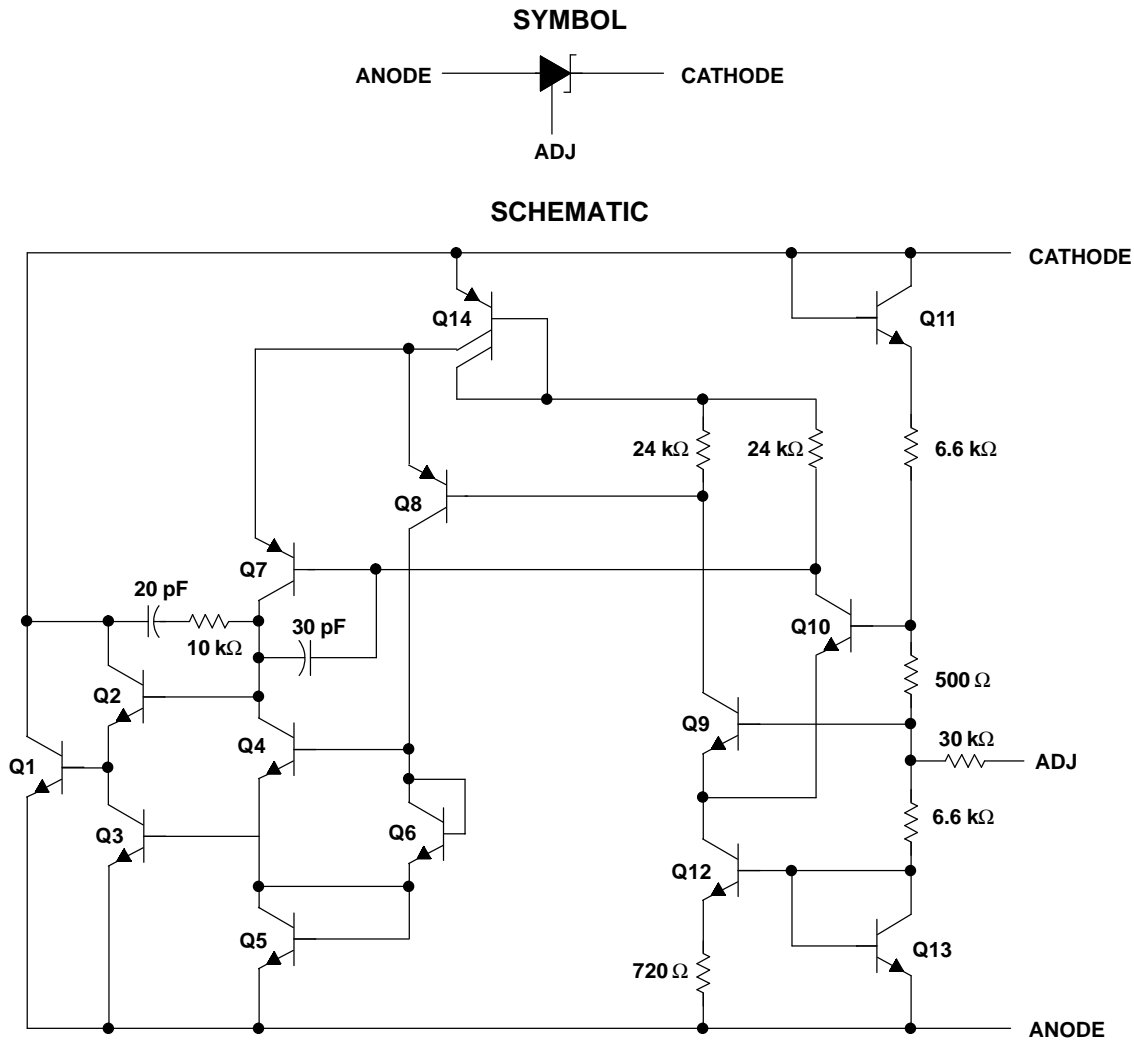 SYMBOL
ANODE
CATHODE
ADJ
SCHEMATIC
CATHODE
Q14
Q11
24 kΩ
24 kΩ
6.6 kΩ
Q8
Q7
20 pF
10 kΩ
30 pF
Q10
500 Ω
Q2
Q9
Q4
30 kΩ
ADJ
Q1
Q3
Q6
6.6 kΩ
Q12
Q5
Q13
720 Ω
ANODE